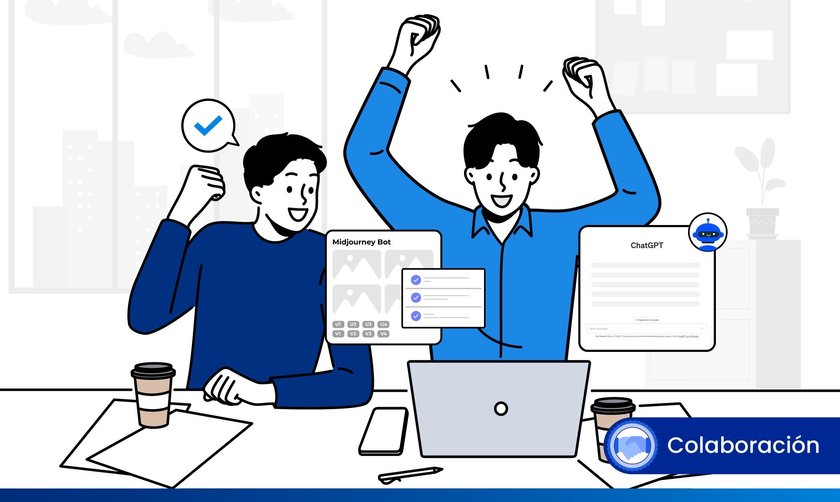 Midjourney Bot
U1 U2 U3 U4
V1 V2 V3 V4
ChatGPT
Colaboración